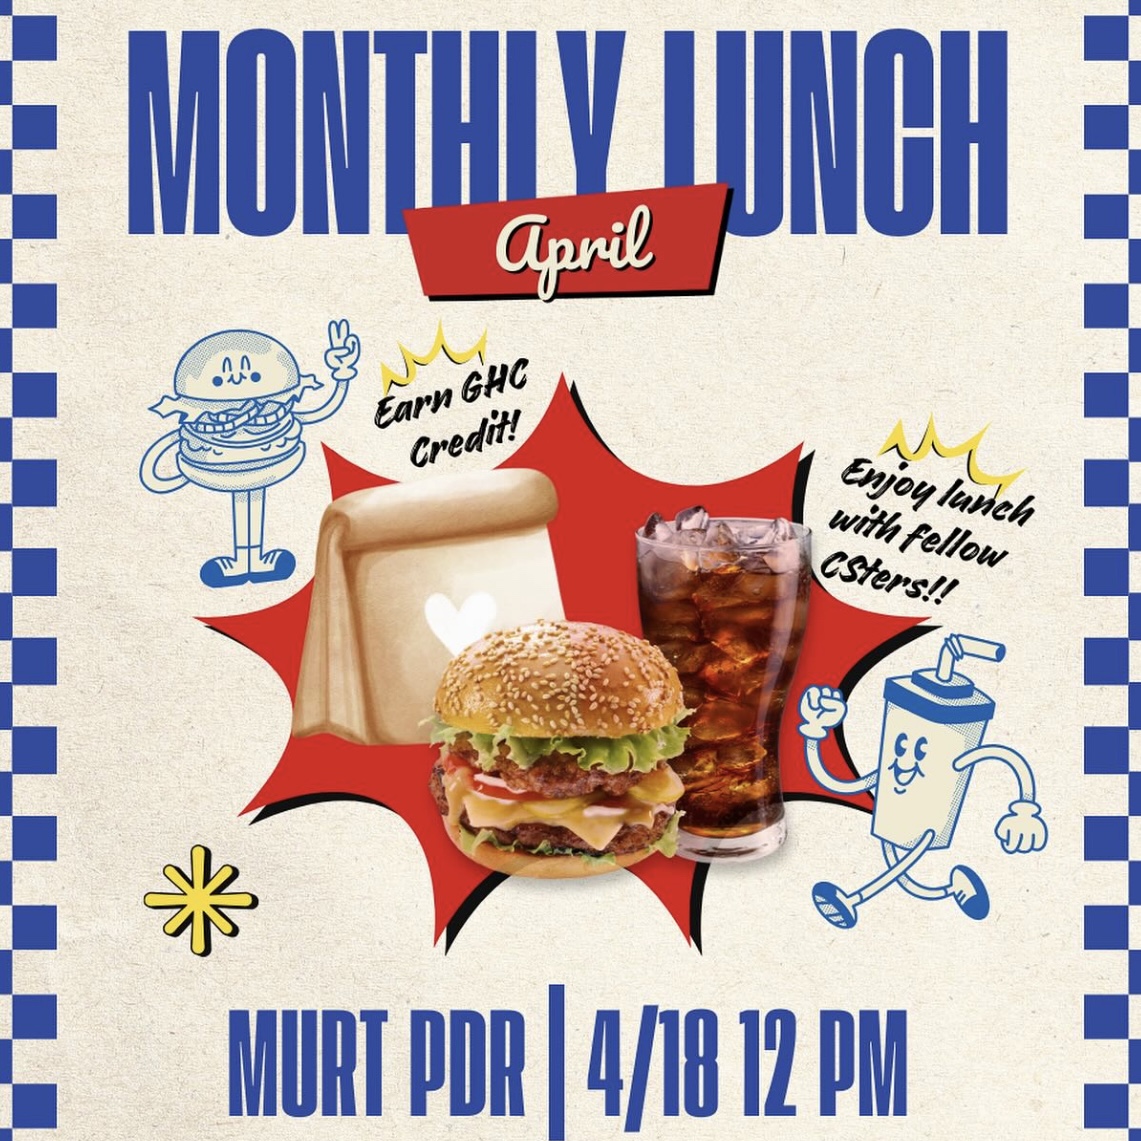 MONTHLY LUNCH
April
Earn GHC
Credit!
Enjoy lunch
with fellow
CSters!!
MURT PDR | 4/18 12 PM